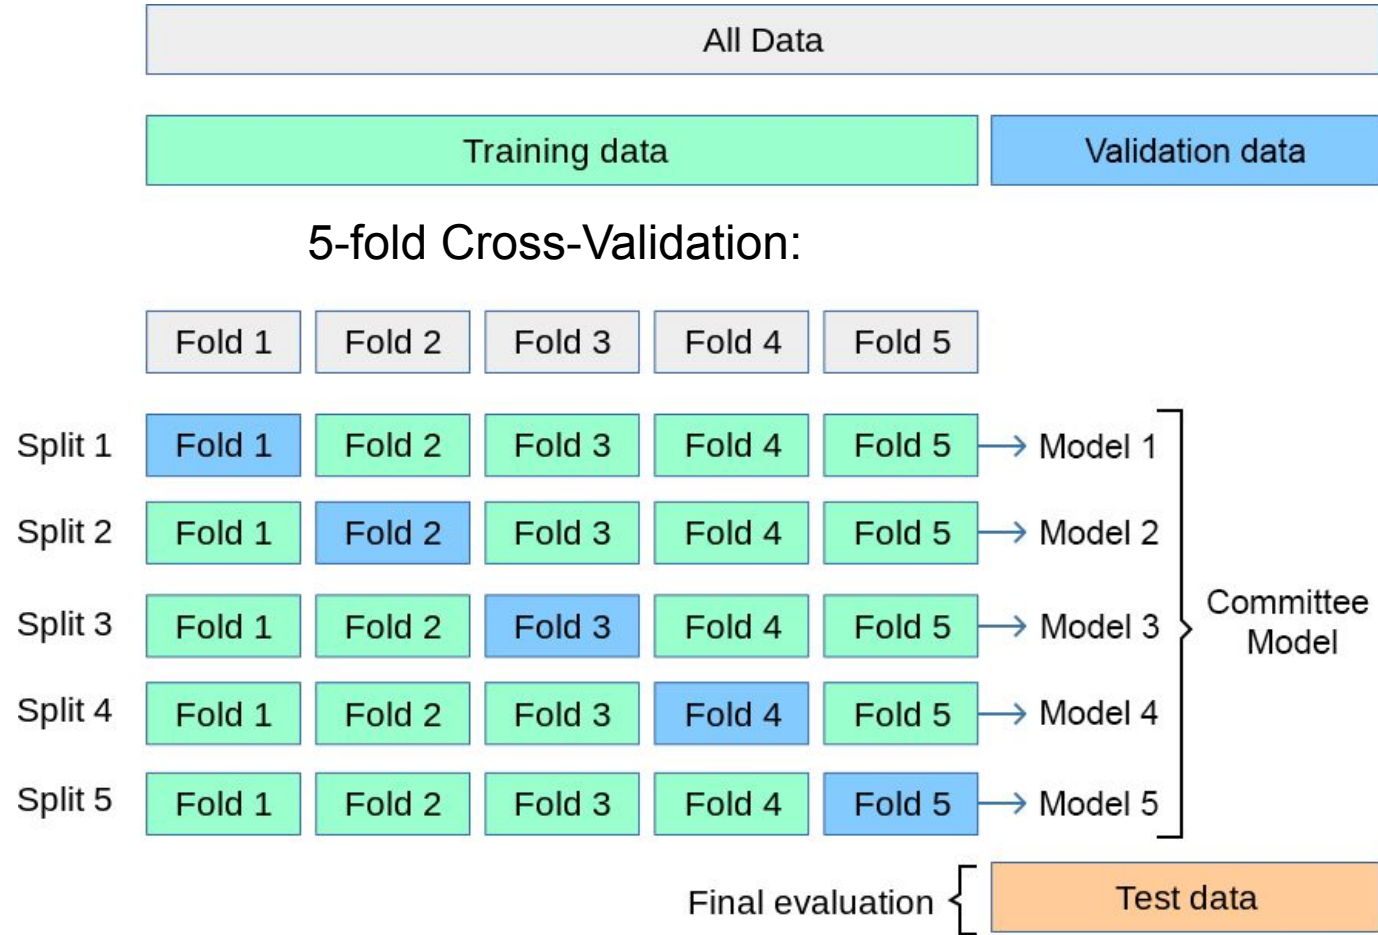 All Data
Training data Validation data
5-fold Cross-Validation:
Fold 1 Fold 2 Fold 3 Fold 4 Fold 5
Split 1 Fold 1 Fold 2 Fold 3 Fold 4 Fold 5 Model 1
Split 2 Fold 1 Fold 2 Fold 3 Fold 4 Fold 5 Model 2
Split 3 Fold 1 Fold 2 Fold 3 Fold 4 Fold 5 Model 3
Committee
Model
Split 4 Fold 1 Fold 2 Fold 3 Fold 4 Fold 5 Model 4
Split 5 Fold 1 Fold 2 Fold 3 Fold 4 Fold 5 Model 5
Final evaluation Test data